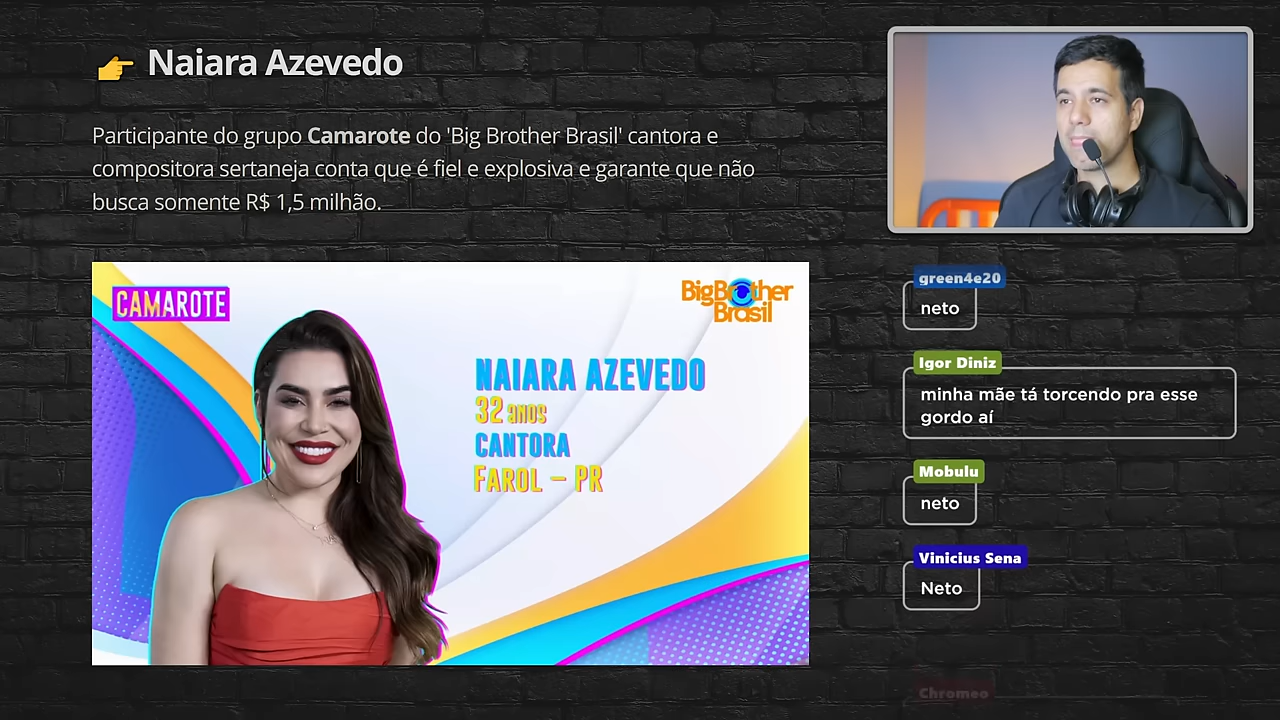 👉 Naiara Azevedo
Participante do grupo Camarote do 'Big Brother Brasil' cantora e
compositora sertaneja conta que é fiel e explosiva e garante que não
busca somente R$ 1,5 milhão.
CAMAROTE
Big Brother
Brasil
NAIARA AZEVEDO
32 anos
CANTORA
FAROL – PR
green4e20
neto
Igor Diniz
minha mãe tá torcendo pra esse
gordo aí
Mobulu
neto
Vinicius Sena
Neto
Chromeo